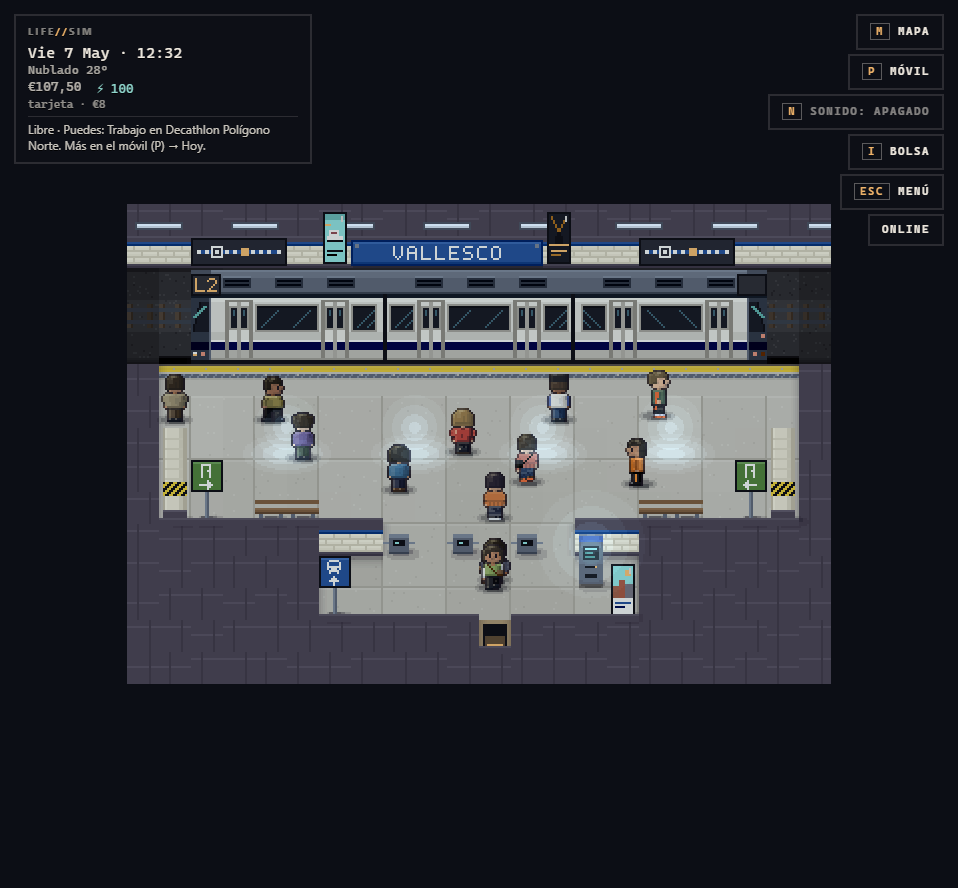 LIFE//SIM
Vie 7 May · 12:32
Nublado 28º
€107,50 ⚡ 100
tarjeta · €8
Libre · Puedes: Trabajo en Decathlon Polígono
Norte. Más en el móvil (P) → Hoy.
M MAPA
P MÓVIL
N SONIDO: APAGADO
I BOLSA
ESC MENÚ
ONLINE
VALLESCO
L2